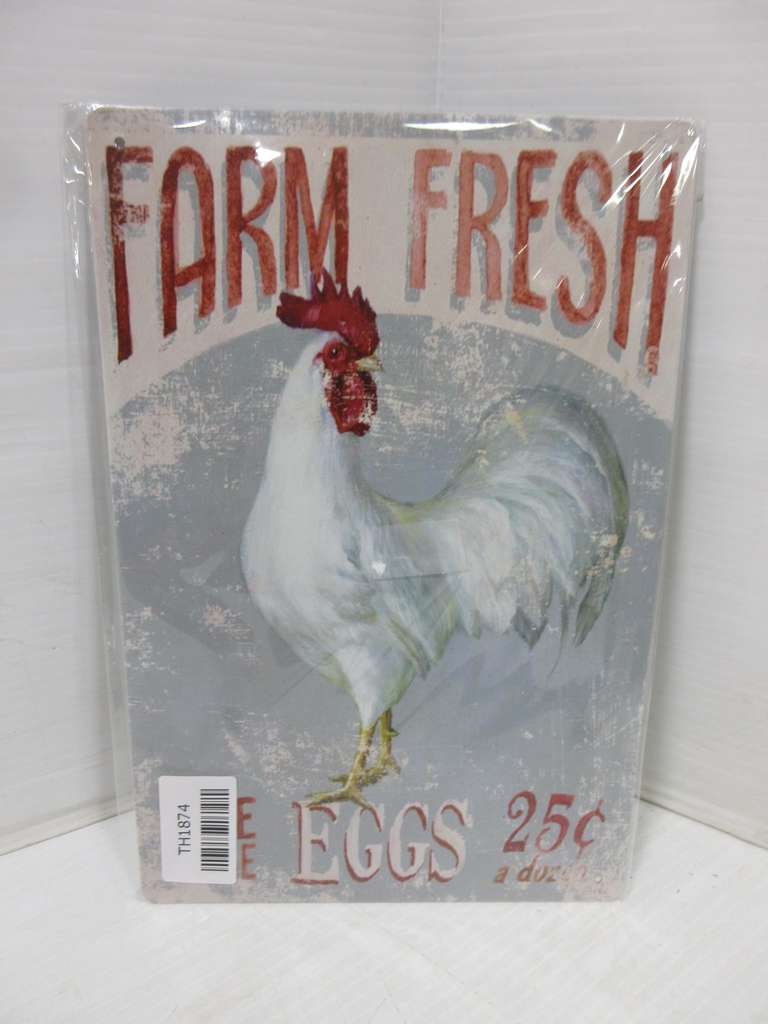 FARM FRESH
EGGS 25¢
a dozen
TH1874